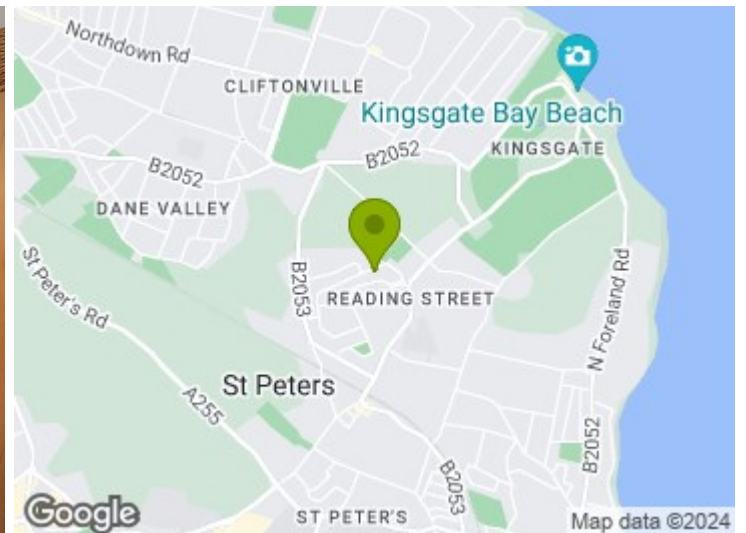 Northdown Rd
CLIFTONVILLE
Kingsgate Bay Beach
B2052
KINGSGATE
B2052
DANE VALLEY
St Peter's Rd
B2053
READING STREET
N Foreland Rd
St Peters
A255
B2052
B2053
ST PETER'S
Google
Map data ©2024